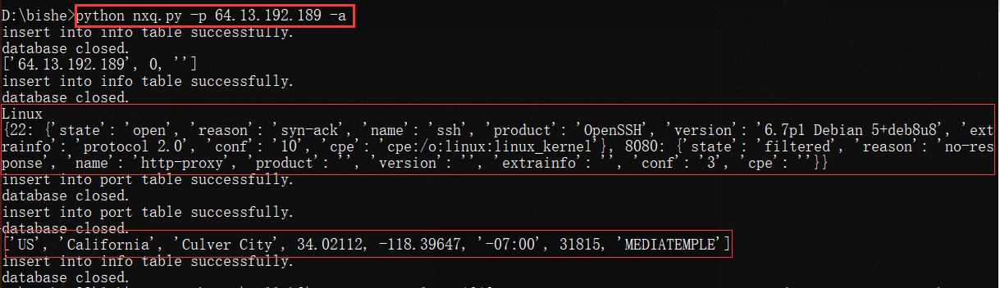 D:\bishe>python nxq.py -p 64.13.192.189 -a
insert into info table successfully.
database closed.
['64.13.192.189', 0, '']
insert into info table successfully.
database closed.
Linux
{22: {'state': 'open', 'reason': 'syn-ack', 'name': 'ssh', 'product': 'OpenSSH', 'version': '6.7p1 Debian 5+deb8u8', 'ext
rainfo': 'protocol 2.0', 'conf': '10', 'cpe': 'cpe:/o:linux:linux_kernel'}, 8080: {'state': 'filtered', 'reason': 'no-res
ponse', 'name': 'http-proxy', 'product': '', 'version': '', 'extrainfo': '', 'conf': '3', 'cpe': ''}}
insert into port table successfully.
database closed.
insert into port table successfully.
database closed.
['US', 'California', 'Culver City', 34.02112, -118.39647, '-07:00', 31815, 'MEDIATEMPLE']
insert into info table successfully.
database closed.